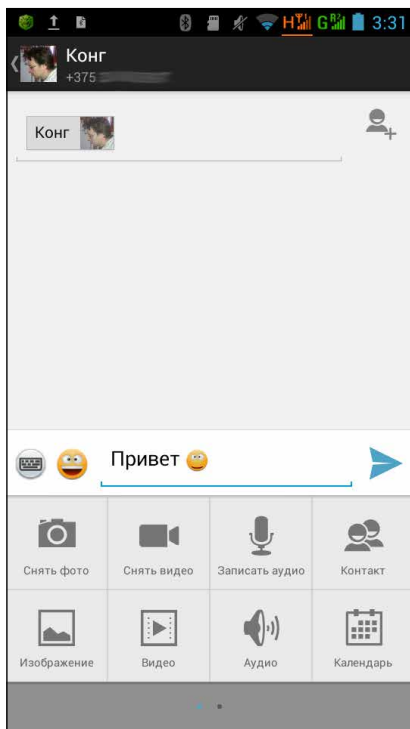 H G 3:31
Конг
+375
Конг
Привет
Снять фото Снять видео Записать аудио Контакт
Изображение Видео Аудио Календарь